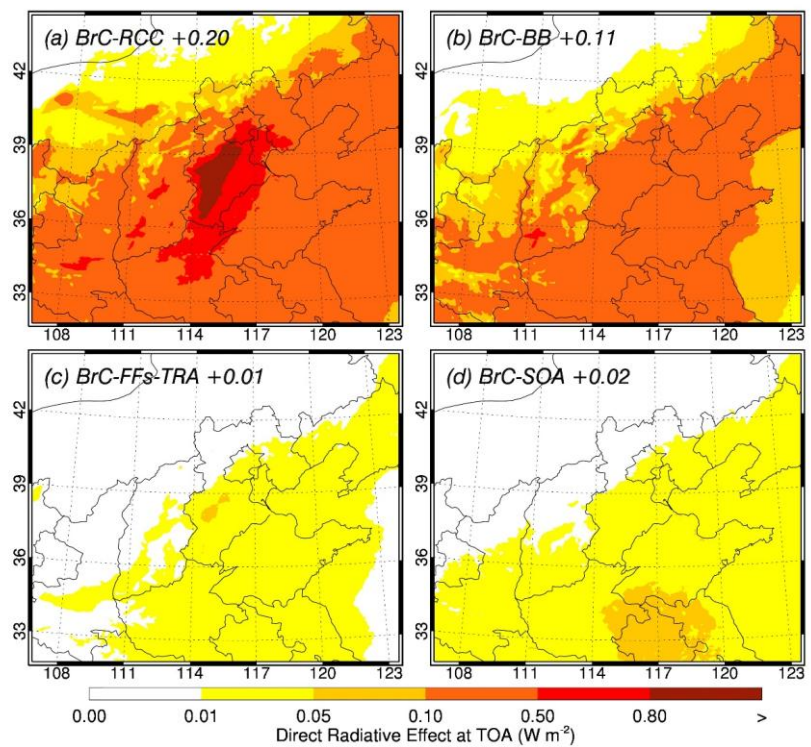 (a) BrC-RCC +0.20
(b) BrC-BB +0.11
42
39
36
33
42
39
36
33
108 111 114 117 120 123
108 111 114 117 120 123
(c) BrC-FFs-TRA +0.01
(d) BrC-SOA +0.02
42
39
36
33
42
39
36
33
108 111 114 117 120 123
108 111 114 117 120 123
0.00 0.01 0.05 0.10 0.50 0.80 >
Direct Radiative Effect at TOA (W m⁻²)